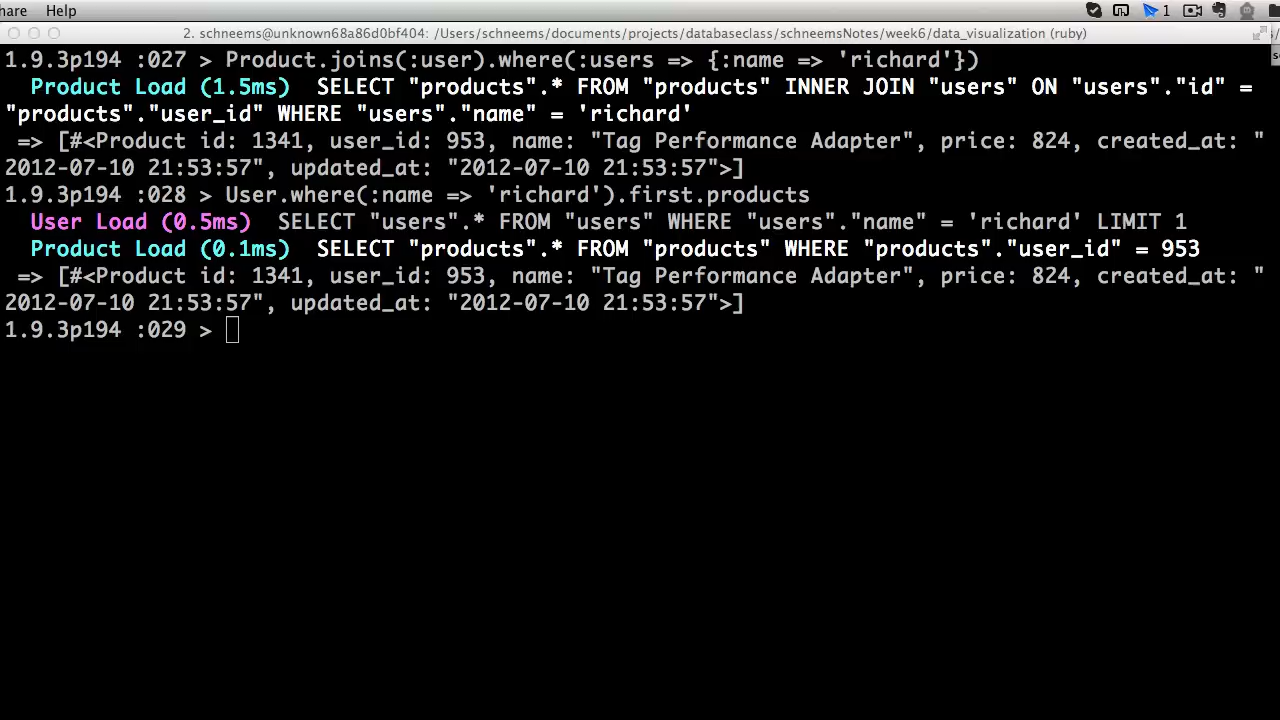 hare Help 1
2. schneems@unknown68a86d0bf404: /Users/schneems/documents/projects/databaseclass/schneemsNotes/week6/data_visualization (ruby)
1.9.3p194 :027 > Product.joins(:user).where(:users => {:name => 'richard'})
Product Load (1.5ms) SELECT "products".* FROM "products" INNER JOIN "users" ON "users"."id" =
"products"."user_id" WHERE "users"."name" = 'richard'
=> [#<Product id: 1341, user_id: 953, name: "Tag Performance Adapter", price: 824, created_at: "
2012-07-10 21:53:57", updated_at: "2012-07-10 21:53:57">]
1.9.3p194 :028 > User.where(:name => 'richard').first.products
User Load (0.5ms) SELECT "users".* FROM "users" WHERE "users"."name" = 'richard' LIMIT 1
Product Load (0.1ms) SELECT "products".* FROM "products" WHERE "products"."user_id" = 953
=> [#<Product id: 1341, user_id: 953, name: "Tag Performance Adapter", price: 824, created_at: "
2012-07-10 21:53:57", updated_at: "2012-07-10 21:53:57">]
1.9.3p194 :029 >